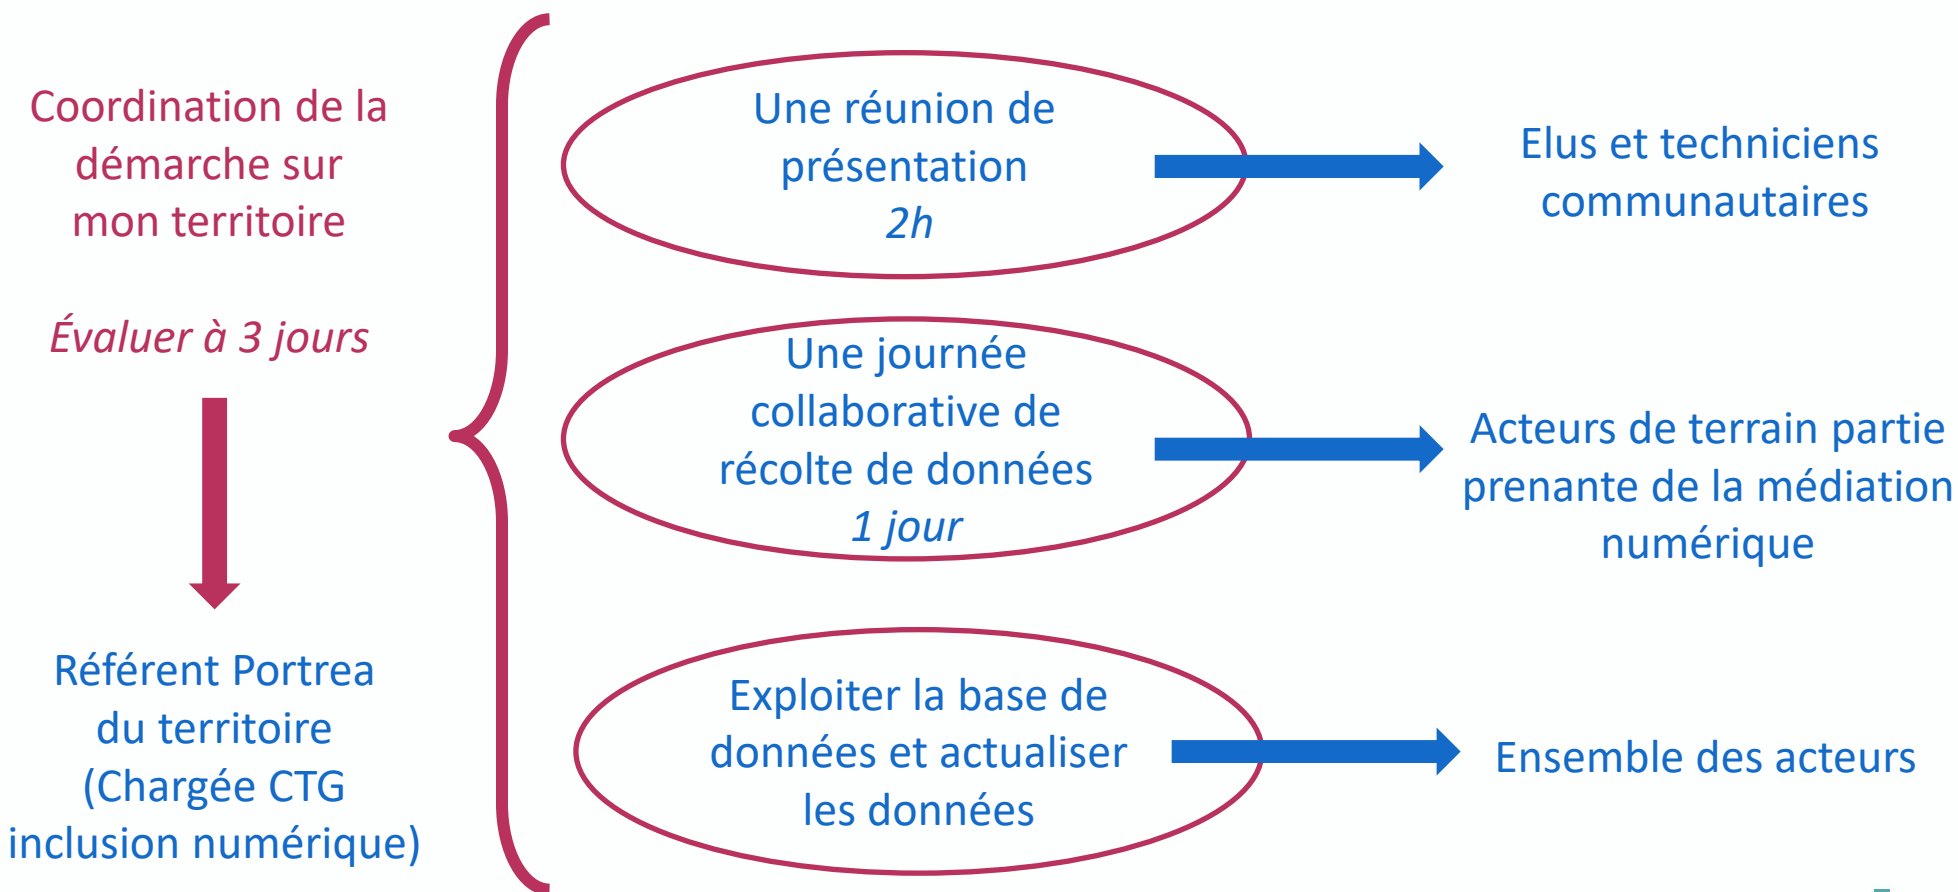 Coordination de la
démarche sur
mon territoire
Évaluer à 3 jours
Référent Portrea
du territoire
(Chargée CTG
inclusion numérique)
Une réunion de
présentation
2h
Elus et techniciens
communautaires
Une journée
collaborative de
récolte de données
1 jour
Acteurs de terrain partie
prenante de la médiation
numérique
Exploiter la base de
données et actualiser
les données
Ensemble des acteurs